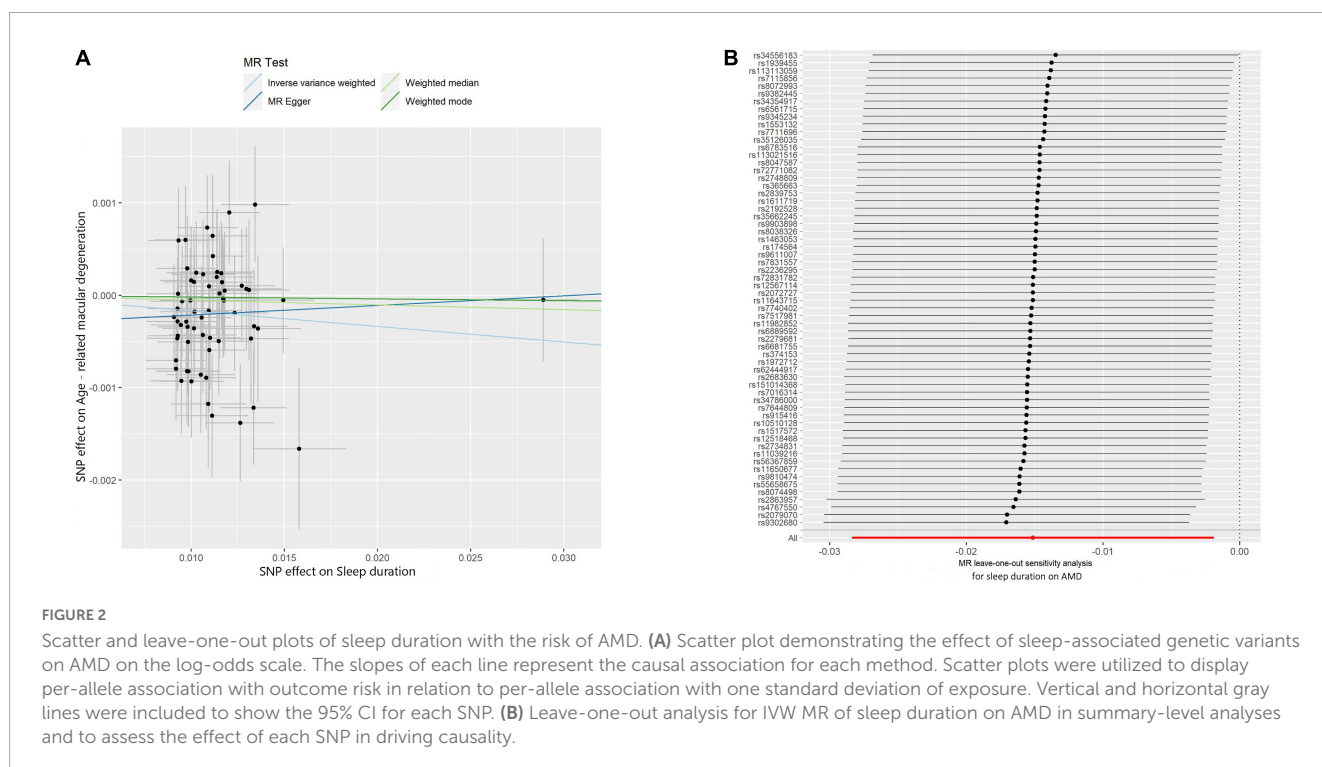 A
MR Test
Inverse variance weighted
Weighted median
MR Egger
Weighted mode
SNP effect on Age - related macular degeneration
0.001
0.000
-0.001
-0.002
0.010
0.015
0.020
0.025
0.030
SNP effect on Sleep duration
B
rs34556183
rs1939455
rs113113059
rs7115856
rs8072993
rs9382445
rs34354917
rs6561715
rs9345234
rs1553132
rs7711696
rs35126035
rs6783516
rs113021516
rs8047587
rs72771082
rs2748809
rs365663
rs2839753
rs1611719
rs2192528
rs35662245
rs9903898
rs8038326
rs1463053
rs174564
rs9611007
rs7831557
rs2236295
rs72831782
rs12567114
rs2072727
rs11643715
rs7740402
rs7517981
rs11982852
rs6889592
rs2279681
rs6681755
rs374153
rs1972712
rs62444917
rs2683630
rs151014368
rs7016314
rs34786000
rs7644809
rs915416
rs10510128
rs1517572
rs12518468
rs2734831
rs11039216
rs56367859
rs11650677
rs9810474
rs55658675
rs8074498
rs2863957
rs4767550
rs2079070
rs9302680
All
-0.03
-0.02
-0.01
0.00
MR leave-one-out sensitivity analysis
for sleep duration on AMD
FIGURE 2
Scatter and leave-one-out plots of sleep duration with the risk of AMD. (A) Scatter plot demonstrating the effect of sleep-associated genetic variants
on AMD on the log-odds scale. The slopes of each line represent the causal association for each method. Scatter plots were utilized to display
per-allele association with outcome risk in relation to per-allele association with one standard deviation of exposure. Vertical and horizontal gray
lines were included to show the 95% CI for each SNP. (B) Leave-one-out analysis for IVW MR of sleep duration on AMD in summary-level analyses
and to assess the effect of each SNP in driving causality.